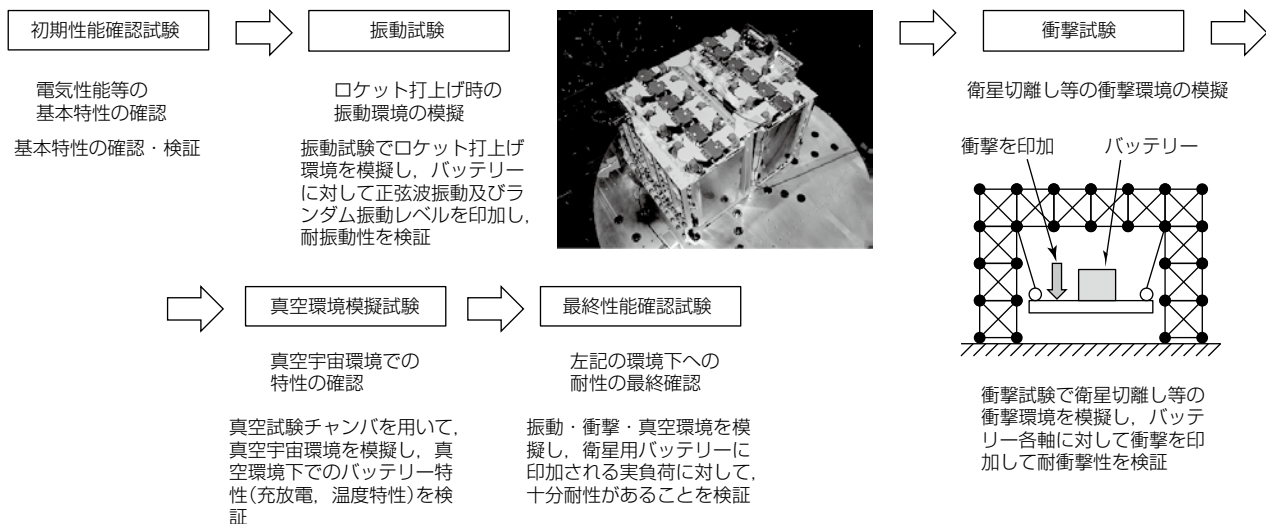 初期性能確認試験
電気性能等の
基本特性の確認
基本特性の確認・検証
振動試験
ロケット打上げ時の
振動環境の模擬
振動試験でロケット打上げ
環境を模擬し，バッテリー
に対して正弦波振動及びラ
ンダム振動レベルを印加し，
耐振動性を検証
衝撃試験
衛星切離し等の衝撃環境の模擬
衝撃を印加
バッテリー
衝撃試験で衛星切離し等の
衝撃環境を模擬し，バッテ
リー各軸に対して衝撃を印
加して耐衝撃性を検証
真空環境模擬試験
真空宇宙環境での
特性の確認
真空試験チャンバを用いて，
真空宇宙環境を模擬し，真
空環境下でのバッテリー特
性(充放電，温度特性)を検
証
最終性能確認試験
左記の環境下への
耐性の最終確認
振動・衝撃・真空環境を模
擬し，衛星用バッテリーに
印加される実負荷に対して，
十分耐性があることを検証